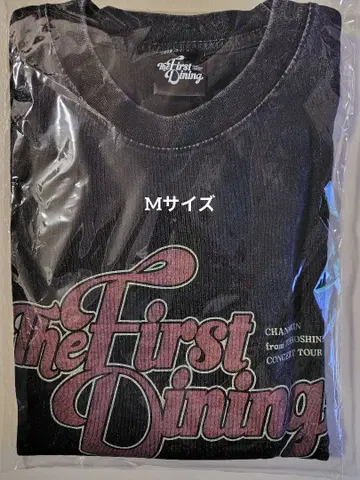 The First
Dining
Mサイズ
The First
Dining
CHANGMIN
from TOHOSHINKI
CONCERT TOUR